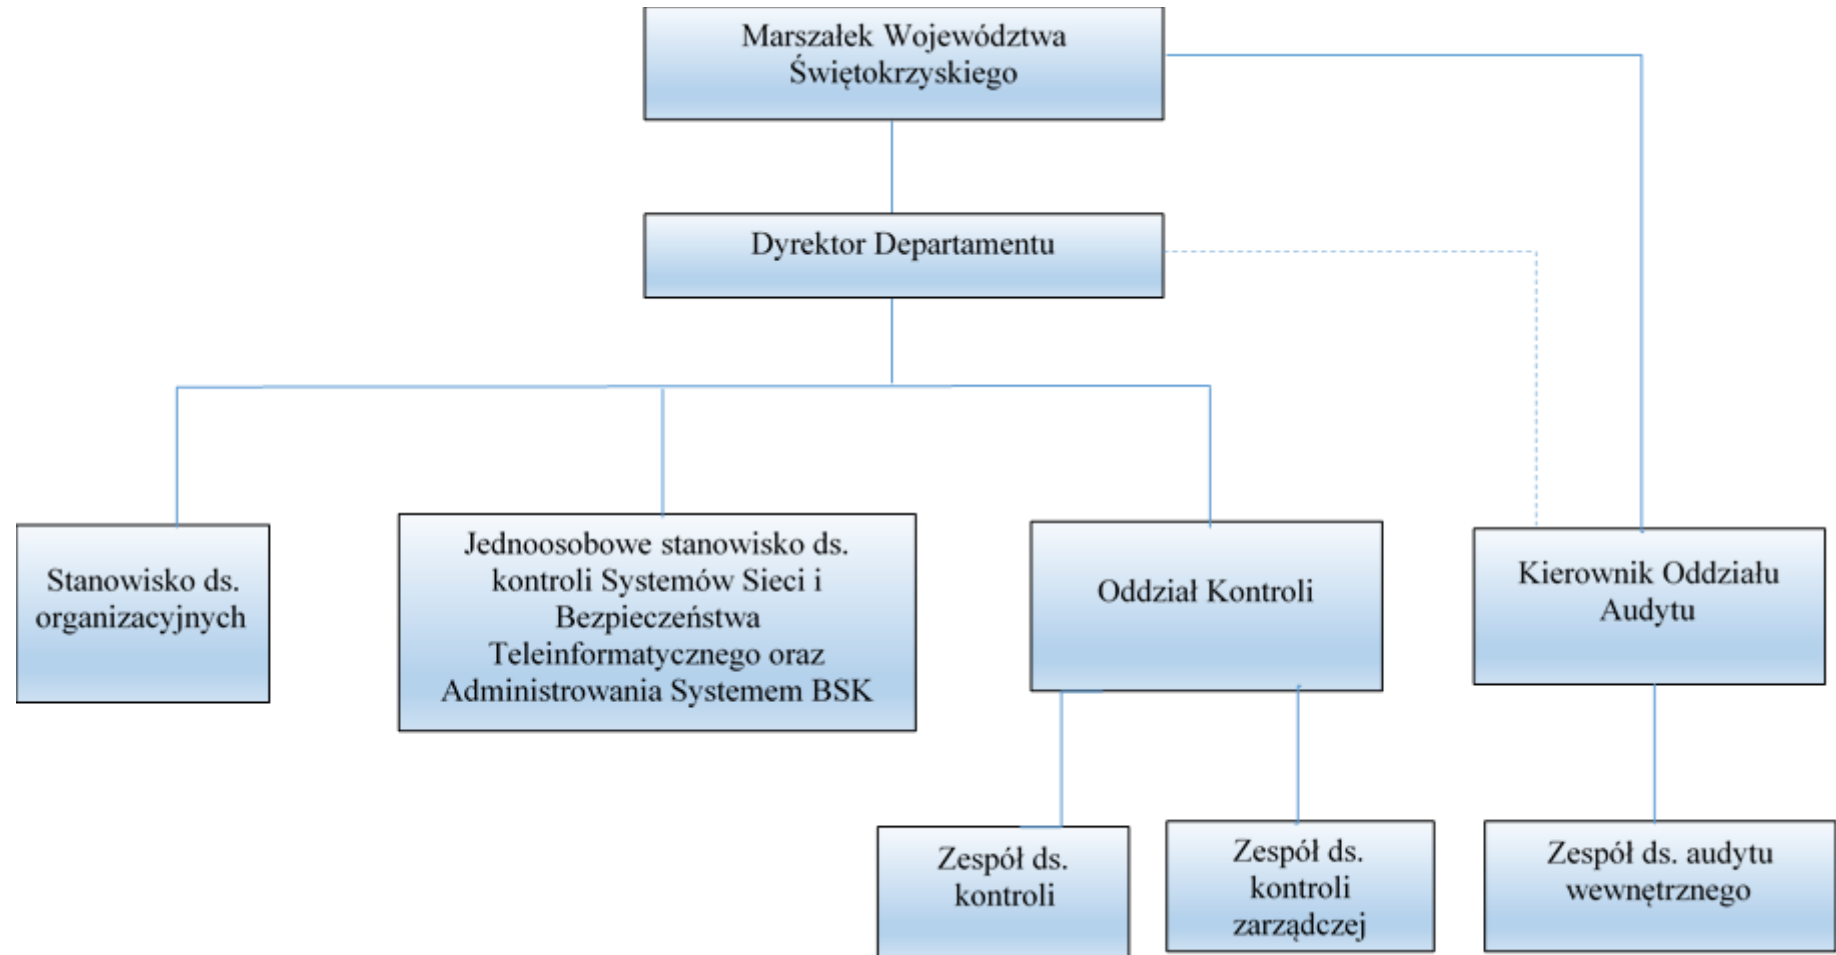 Marszałek Województwa
Świętokrzyskiego
Dyrektor Departamentu
Stanowisko ds.
organizacyjnych
Jednoosobowe stanowisko ds.
kontroli Systemów Sieci i
Bezpieczeństwa
Teleinformatycznego oraz
Administrowania Systemem BSK
Oddział Kontroli
Kierownik Oddziału
Audytu
Zespół ds.
kontroli
Zespół ds.
kontroli
zarządczej
Zespół ds. audytu
wewnętrznego